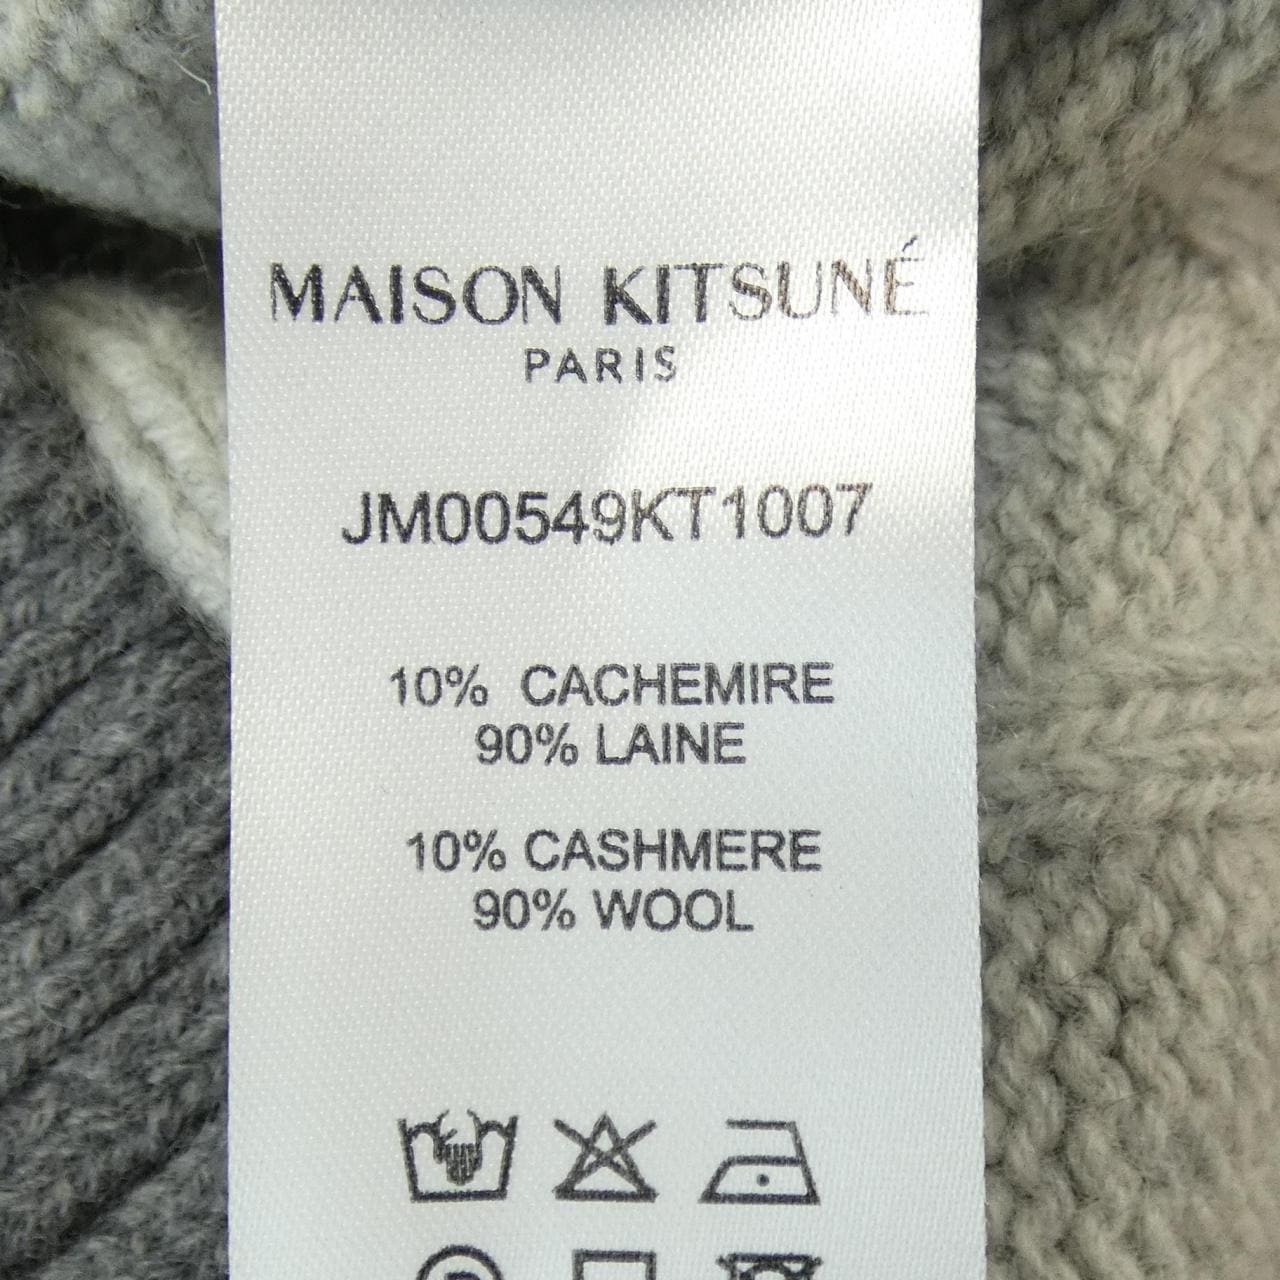 MAISON KITSUNÉ
PARIS
JM00549KT1007
10% CACHEMIRE
90% LAINE
10% CASHMERE
90% WOOL